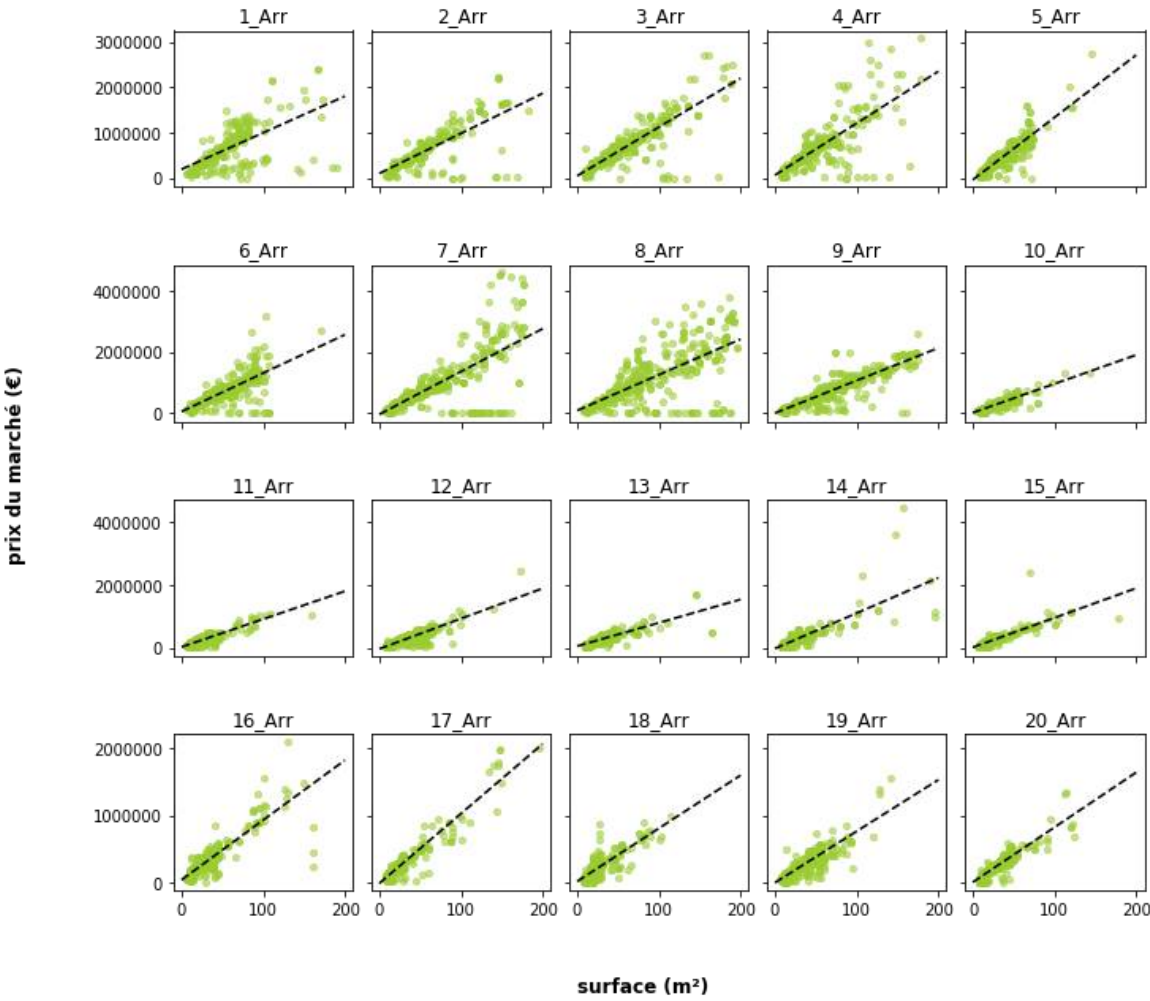 1_Arr 2_Arr 3_Arr 4_Arr 5_Arr
3000000
2000000
1000000
0
6_Arr 7_Arr 8_Arr 9_Arr 10_Arr
4000000
2000000
0
prix du marché (€)
11_Arr 12_Arr 13_Arr 14_Arr 15_Arr
4000000
2000000
0
16_Arr 17_Arr 18_Arr 19_Arr 20_Arr
2000000
1000000
0
0 100 200 0 100 200 0 100 200 0 100 200 0 100 200
surface (m²)